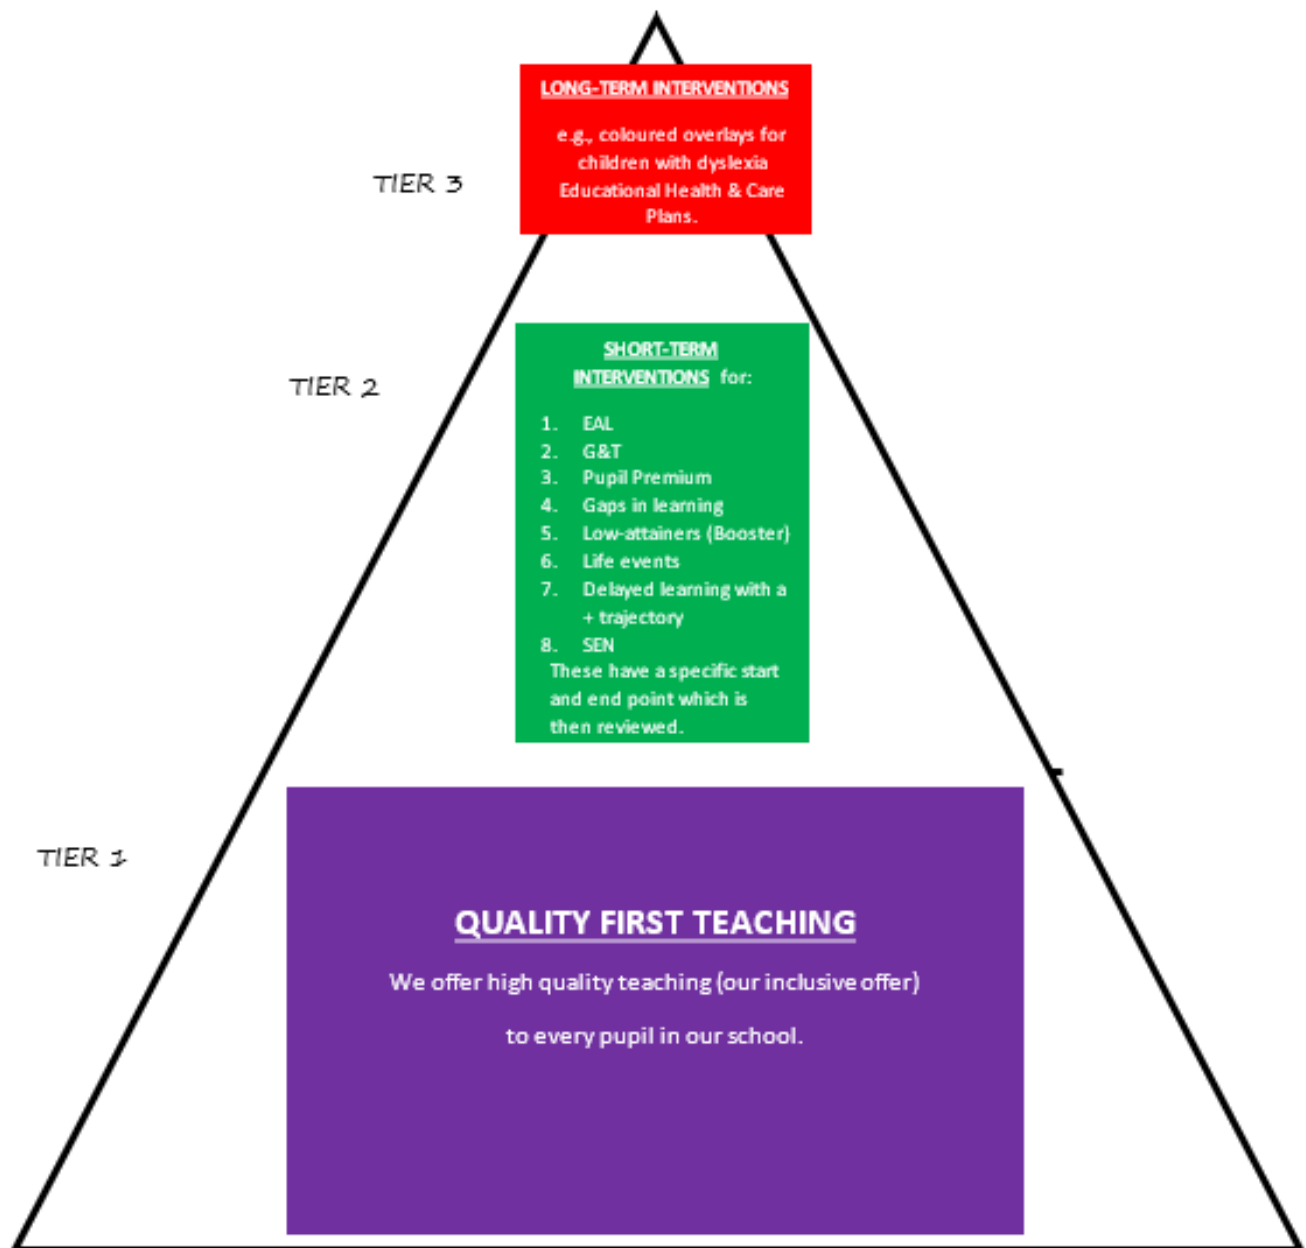 LONG-TERM INTERVENTIONS
e.g., coloured overlays for
children with dyslexia
Educational Health & Care
Plans.
TIER 3
SHORT-TERM
INTERVENTIONS for:
TIER 2
1. EAL
2. G&T
3. Pupil Premium
4. Gaps in learning
5. Low-attainers (Booster)
6. Life events
7. Delayed learning with a
+ trajectory
8. SEN
These have a specific start
and end point which is
then reviewed.
TIER 1
QUALITY FIRST TEACHING
We offer high quality teaching (our inclusive offer)
to every pupil in our school.